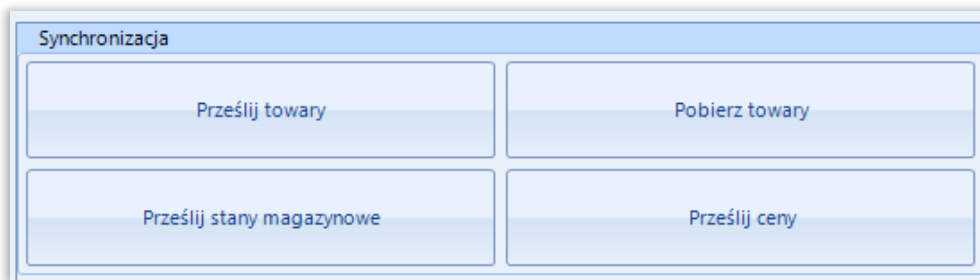 Synchronizacja
Prześlij towary
Pobierz towary
Prześlij stany magazynowe
Prześlij ceny